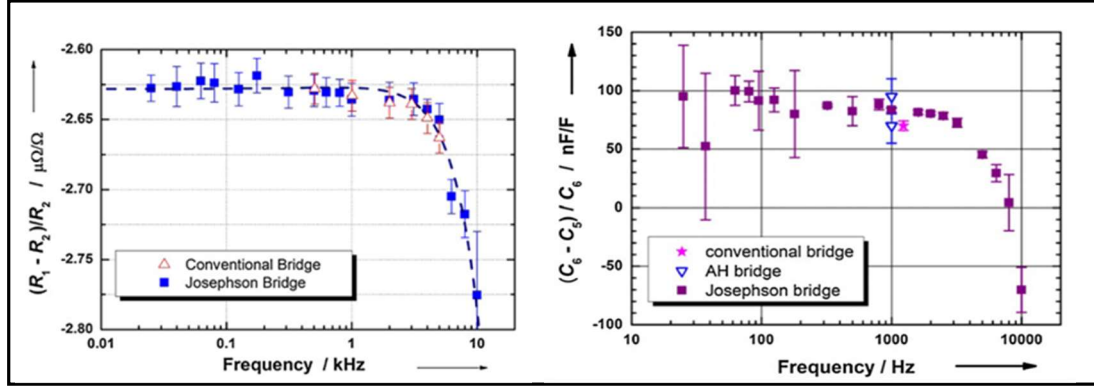 -2.60
-2.65
-2.70
-2.75
-2.80
(R₁ - R₂)/R₂ / μΩ/Ω
Conventional Bridge
Josephson Bridge
0.01 0.1 1 10
Frequency / kHz
150
100
50
0
-50
-100
(C₆ - C₅) / C₆ / nF/F
conventional bridge
AH bridge
Josephson bridge
10 100 1000 10000
Frequency / Hz